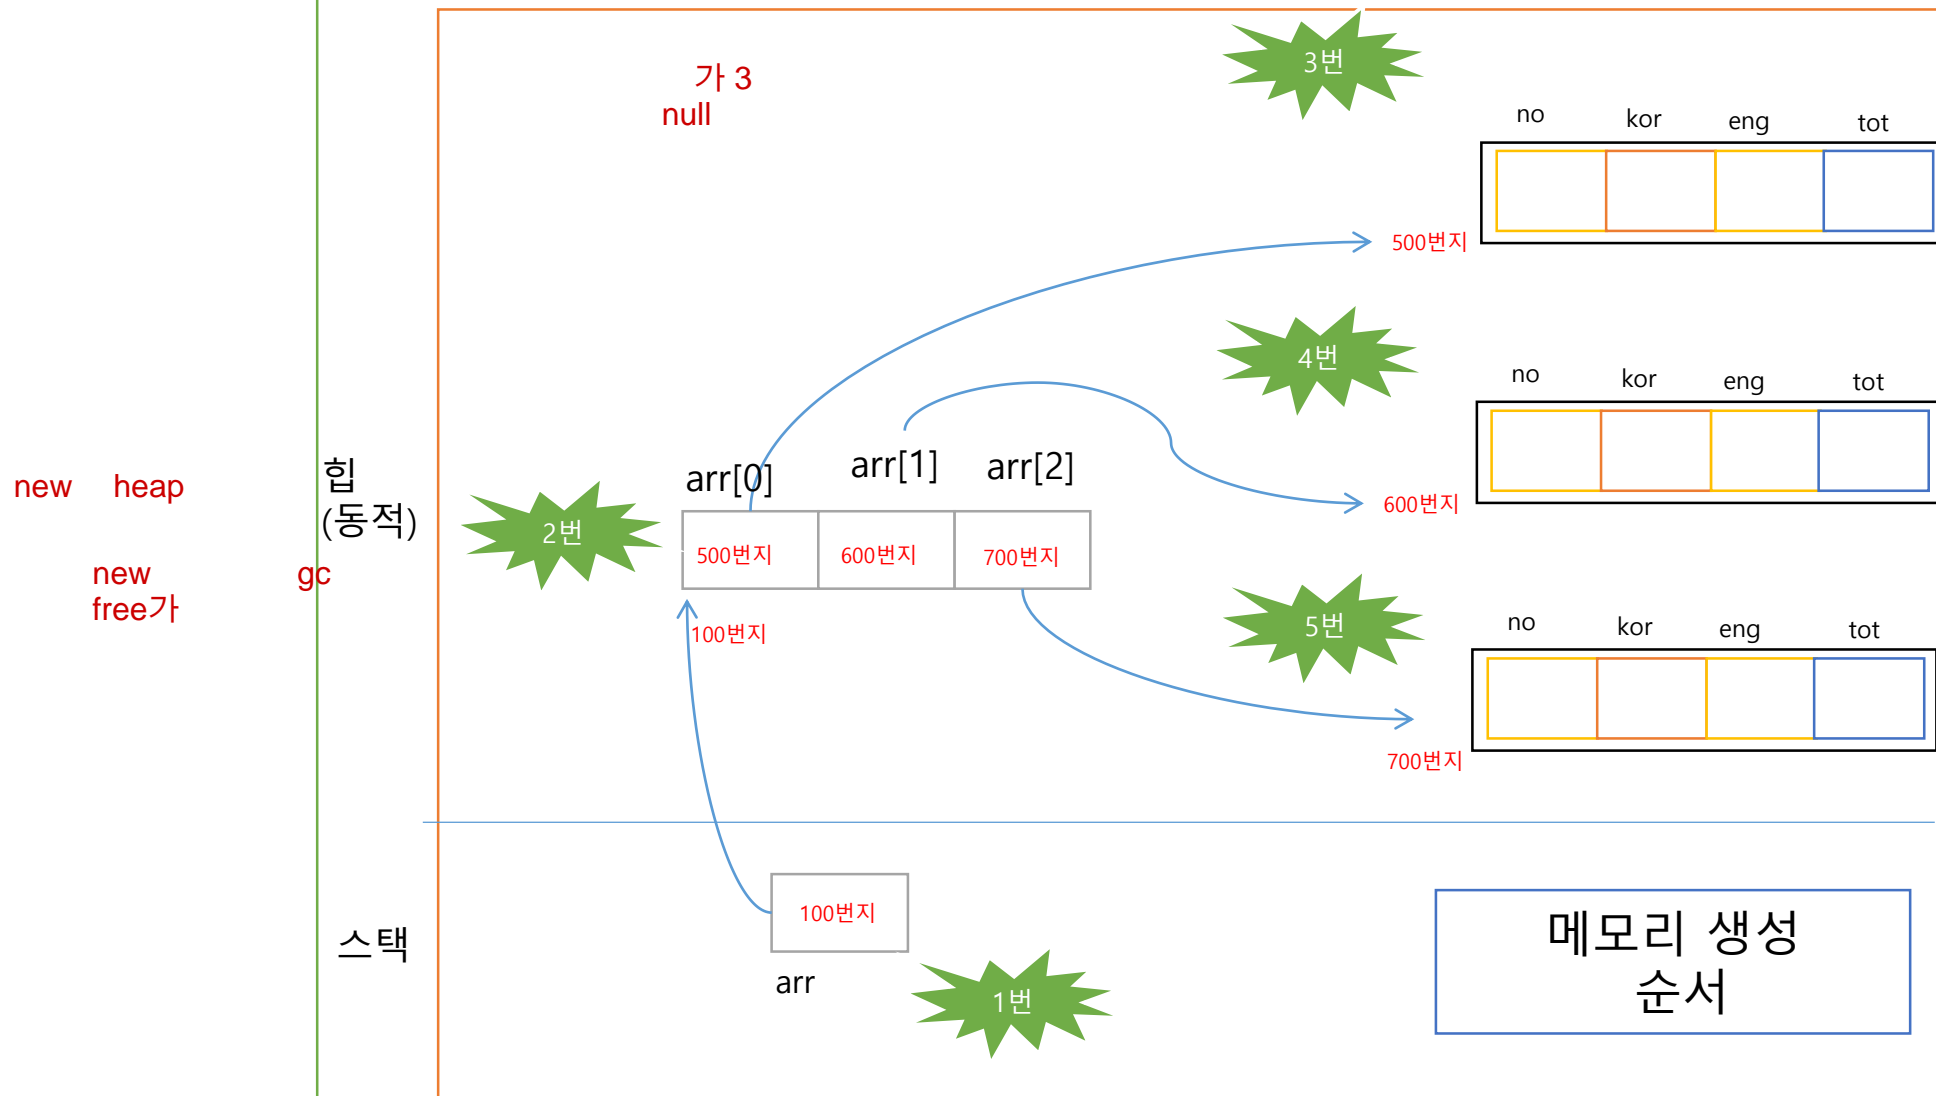 가 3
null
3번
no kor eng tot
500번지
4번
no kor eng tot
600번지
new heap
new gc
free가
힙
(동적)
2번
arr[0] arr[1] arr[2]
500번지 600번지 700번지
100번지
5번
no kor eng tot
700번지
스택
100번지
arr
1번
메모리 생성
순서